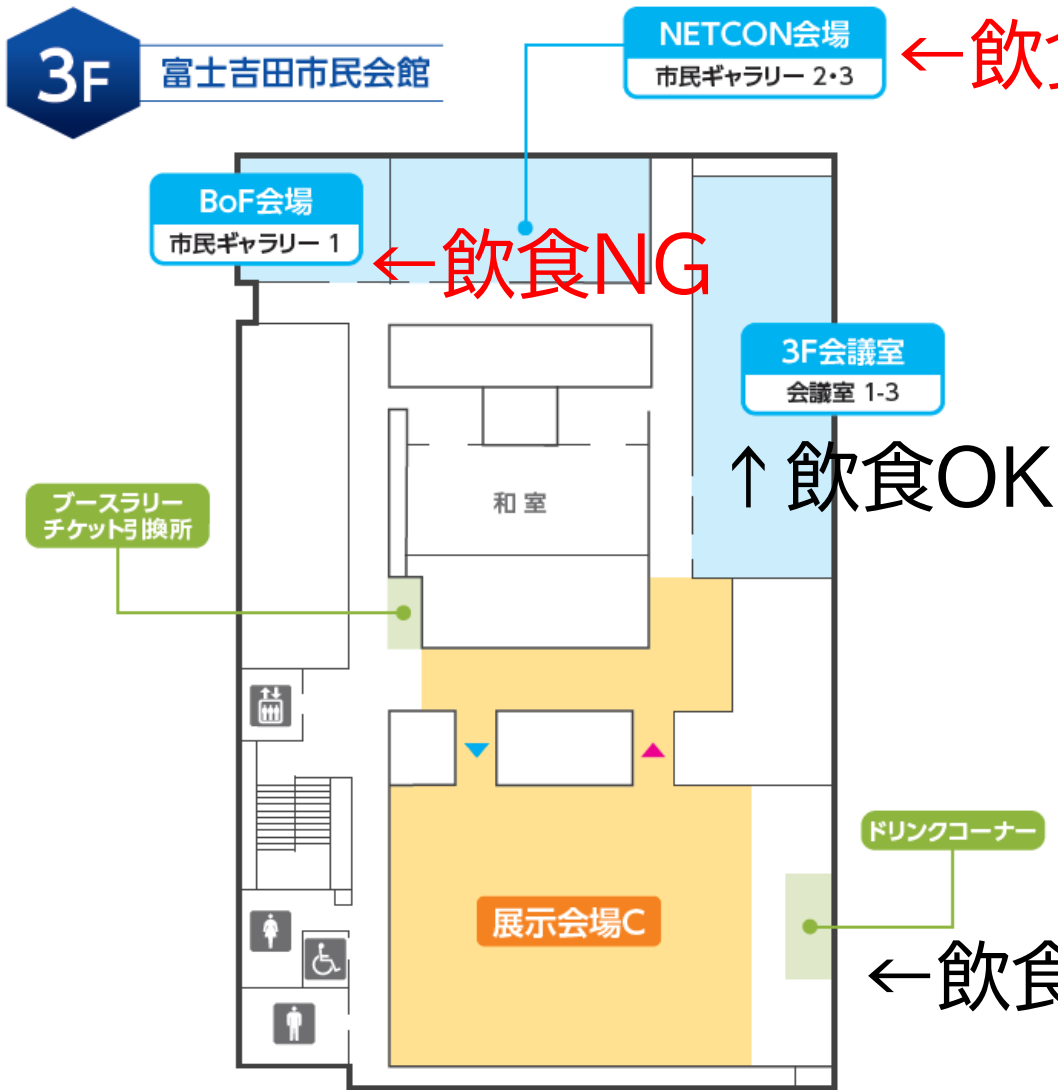 3F
富士吉田市民会館
NETCON会場
市民ギャラリー 2・3
←飲食
BoF会場
市民ギャラリー 1
←飲食NG
3F会議室
会議室 1-3
↑飲食OK
和室
ブースラリー
チケット引換所
ドリンクコーナー
展示会場C
←飲食